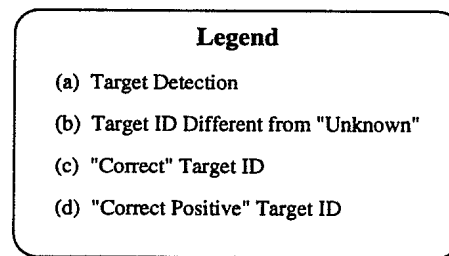 Legend
(a) Target Detection
(b) Target ID Different from "Unknown"
(c) "Correct" Target ID
(d) "Correct Positive" Target ID